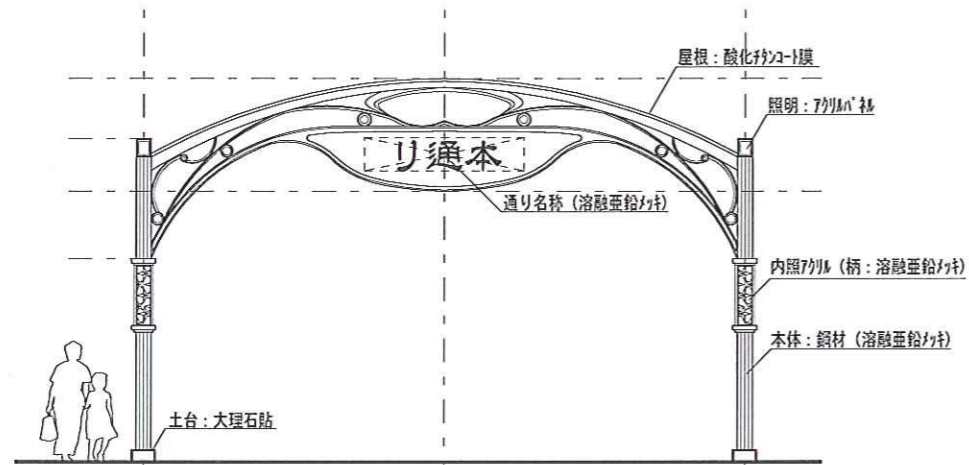 屋根：酸化チタンコート膜
照明：アクリルパネル
り通本
通り名称（溶融亜鉛メッキ）
内照アクリル（柄：溶融亜鉛メッキ）
本体：鋼材（溶融亜鉛メッキ）
土台：大理石貼